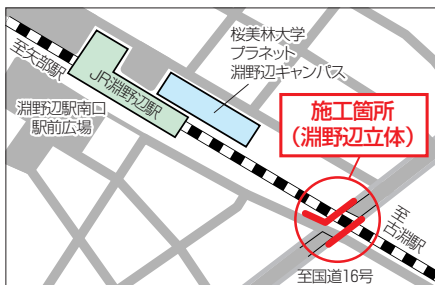 桜美林大学
プラネット
淵野辺キャンパス
至矢部駅
JR淵野辺駅
淵野辺駅南口
駅前広場
施工箇所
（淵野辺立体）
至
古淵駅
至国道16号